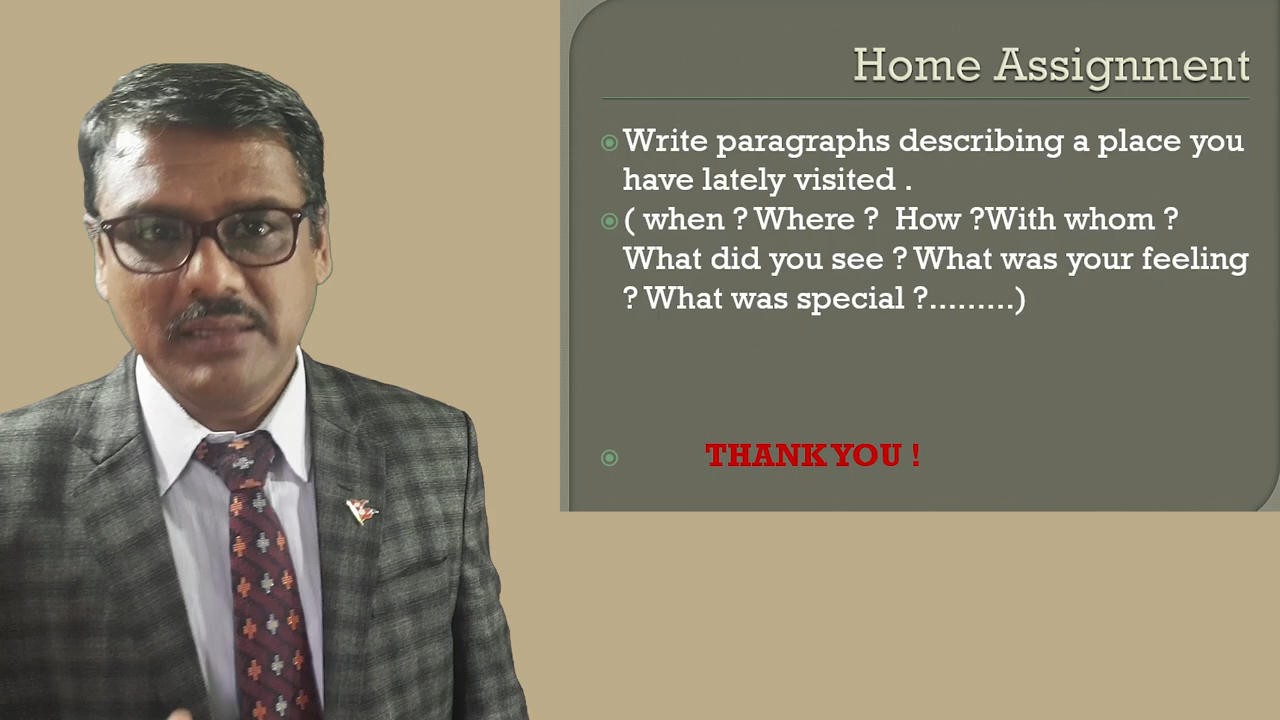 Home Assignment
Write paragraphs describing a place you
have lately visited .
( when ? Where ?  How ?With whom ?
What did you see ? What was your feeling
? What was special ?.........)
THANK YOU !